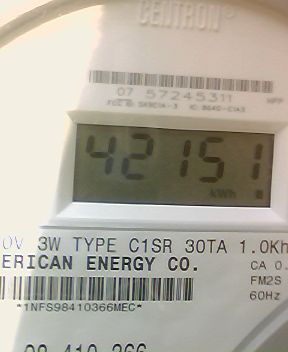 CENTRON®
07 57245311
42151
kWh
3W TYPE C1SR 30TA 1.0Kh
ERICAN ENERGY CO.
CA 0.
FM2S
60Hz
*1NFS98410366MEC*